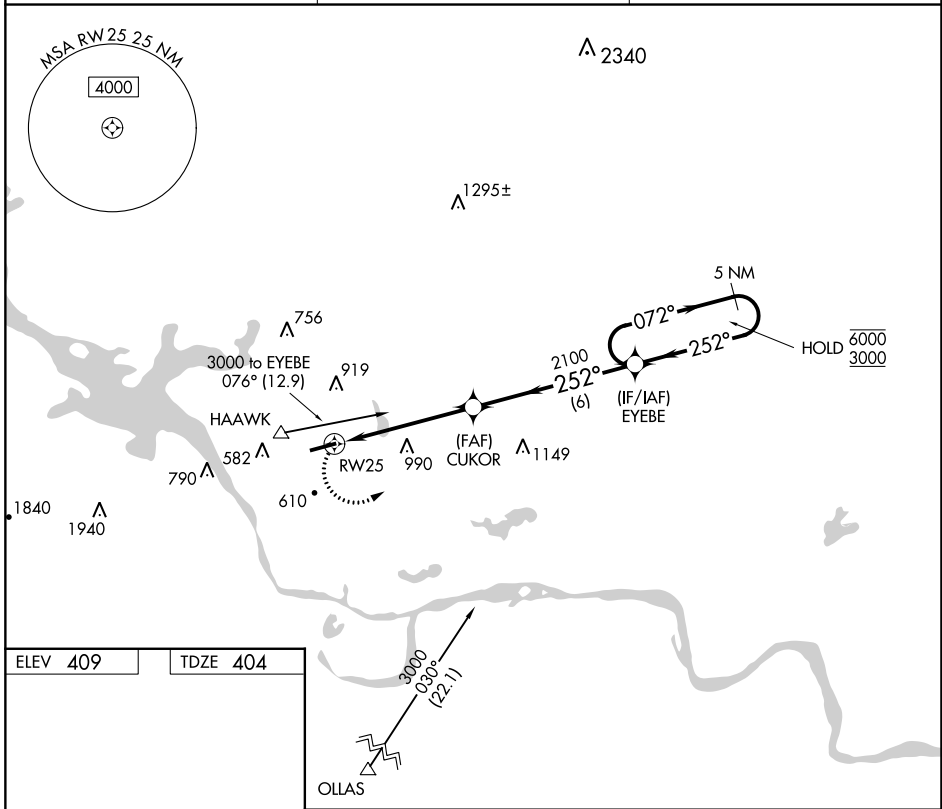 MSA RW25 25 NM
4000
2340
1295±
5 NM
072°
HOLD 6000
3000
252°
756
3000 to EYEBE
076° (12.9)
919
2100
252°
(6)
(IF/IAF)
EYEBE
HAAWK
(FAF)
CUKOR
582
RW25
990
1149
790
610
1840
1940
ELEV 409
TDZE 404
3000
030°
(22.1)
OLLAS